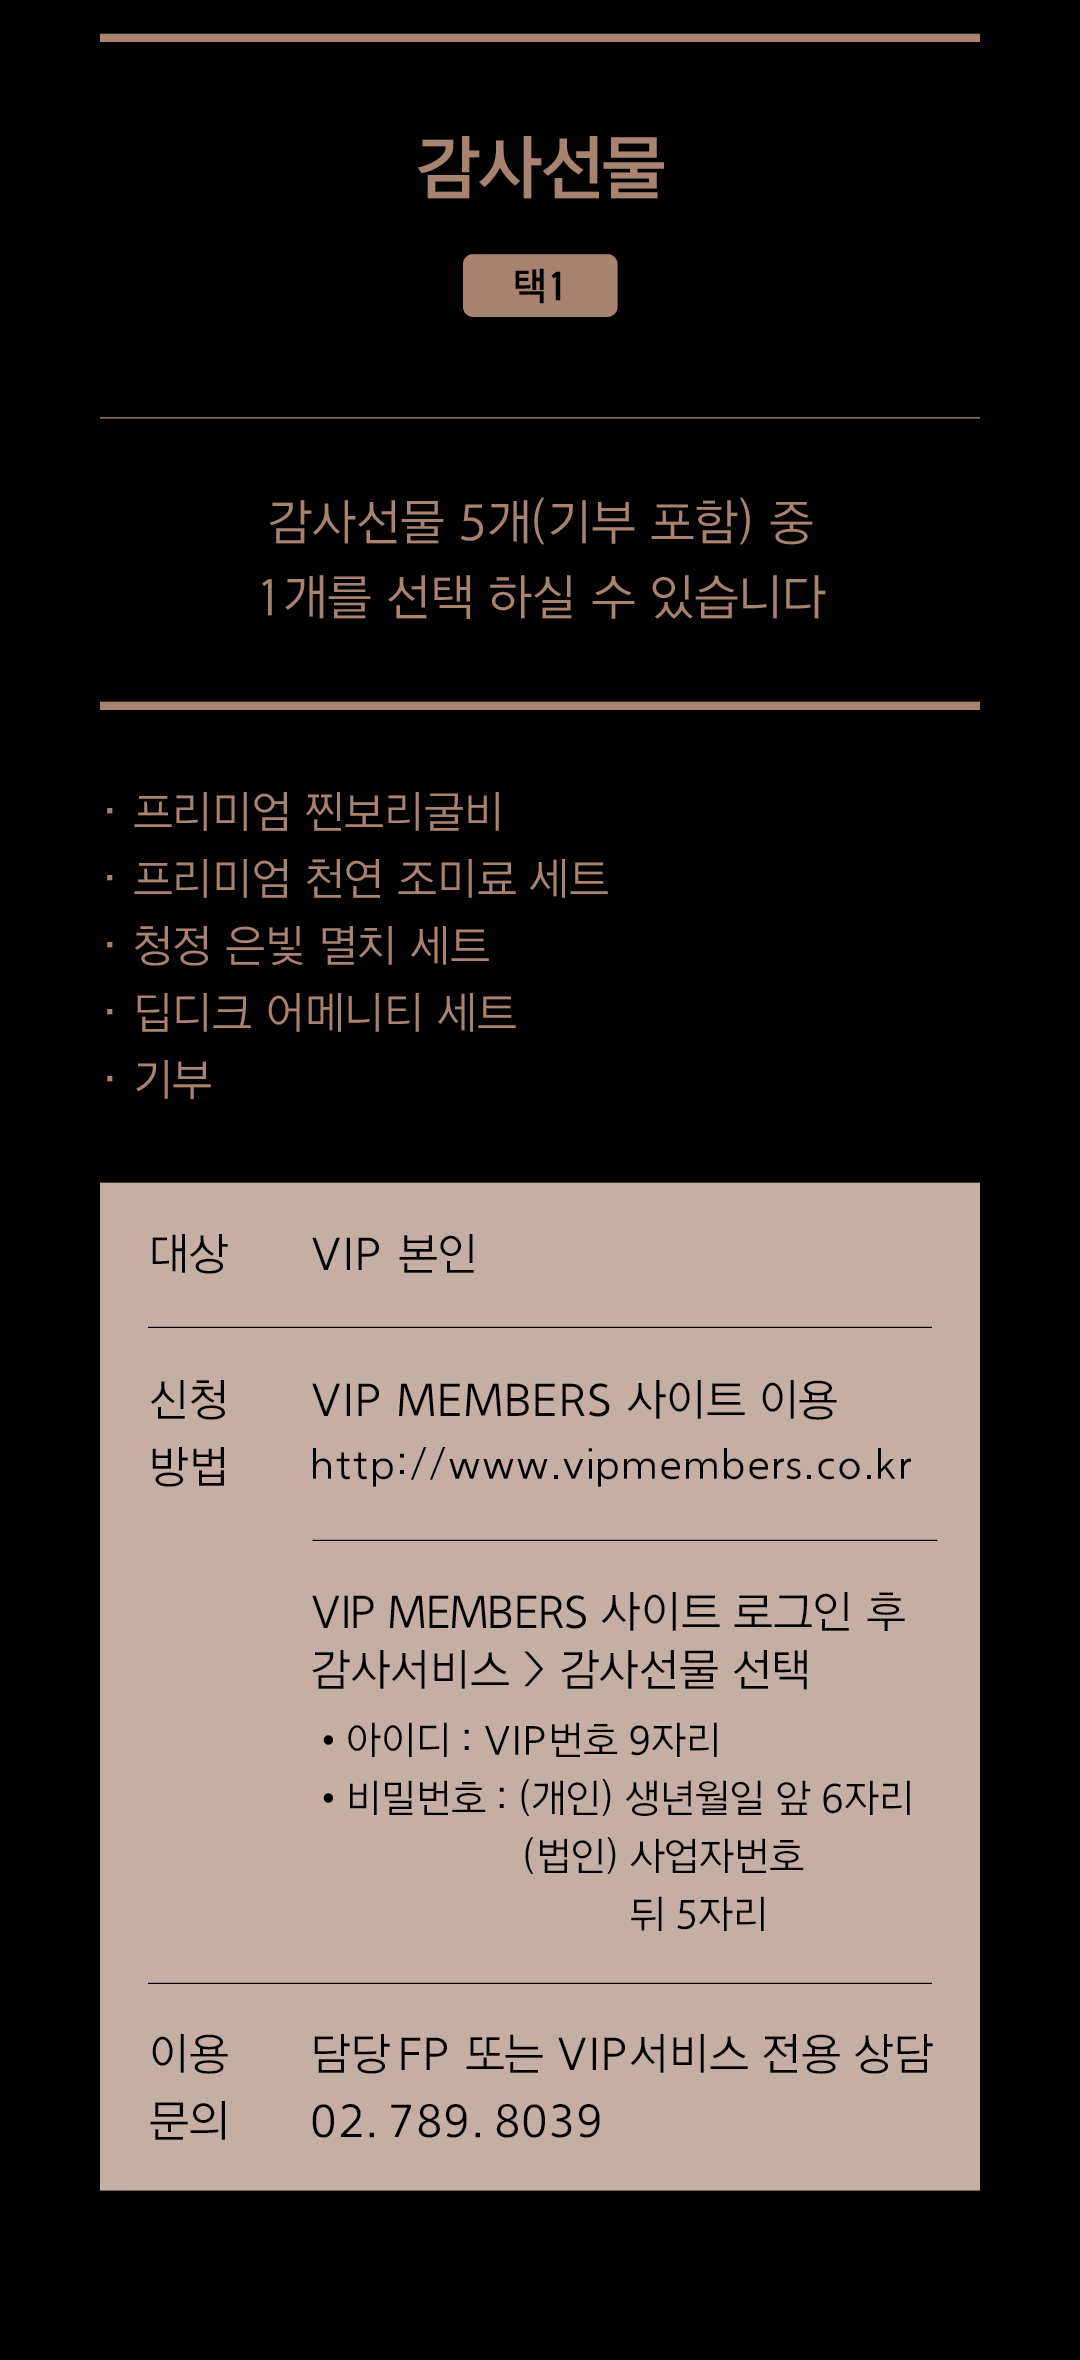 감사선물
택1
감사선물 5개(기부 포함) 중
1개를 선택 하실 수 있습니다
· 프리미엄 찐보리굴비
· 프리미엄 천연 조미료 세트
· 청정 은빛 멸치 세트
· 딥디크 어메니티 세트
· 기부
대상 VIP 본인
신청 VIP MEMBERS 사이트 이용
방법 http://www.vipmembers.co.kr
VIP MEMBERS 사이트 로그인 후
감사서비스 > 감사선물 선택
• 아이디 : VIP번호 9자리
• 비밀번호 : (개인) 생년월일 앞 6자리
(법인) 사업자번호
뒤 5자리
이용 담당 FP 또는 VIP서비스 전용 상담
문의 02. 789. 8039